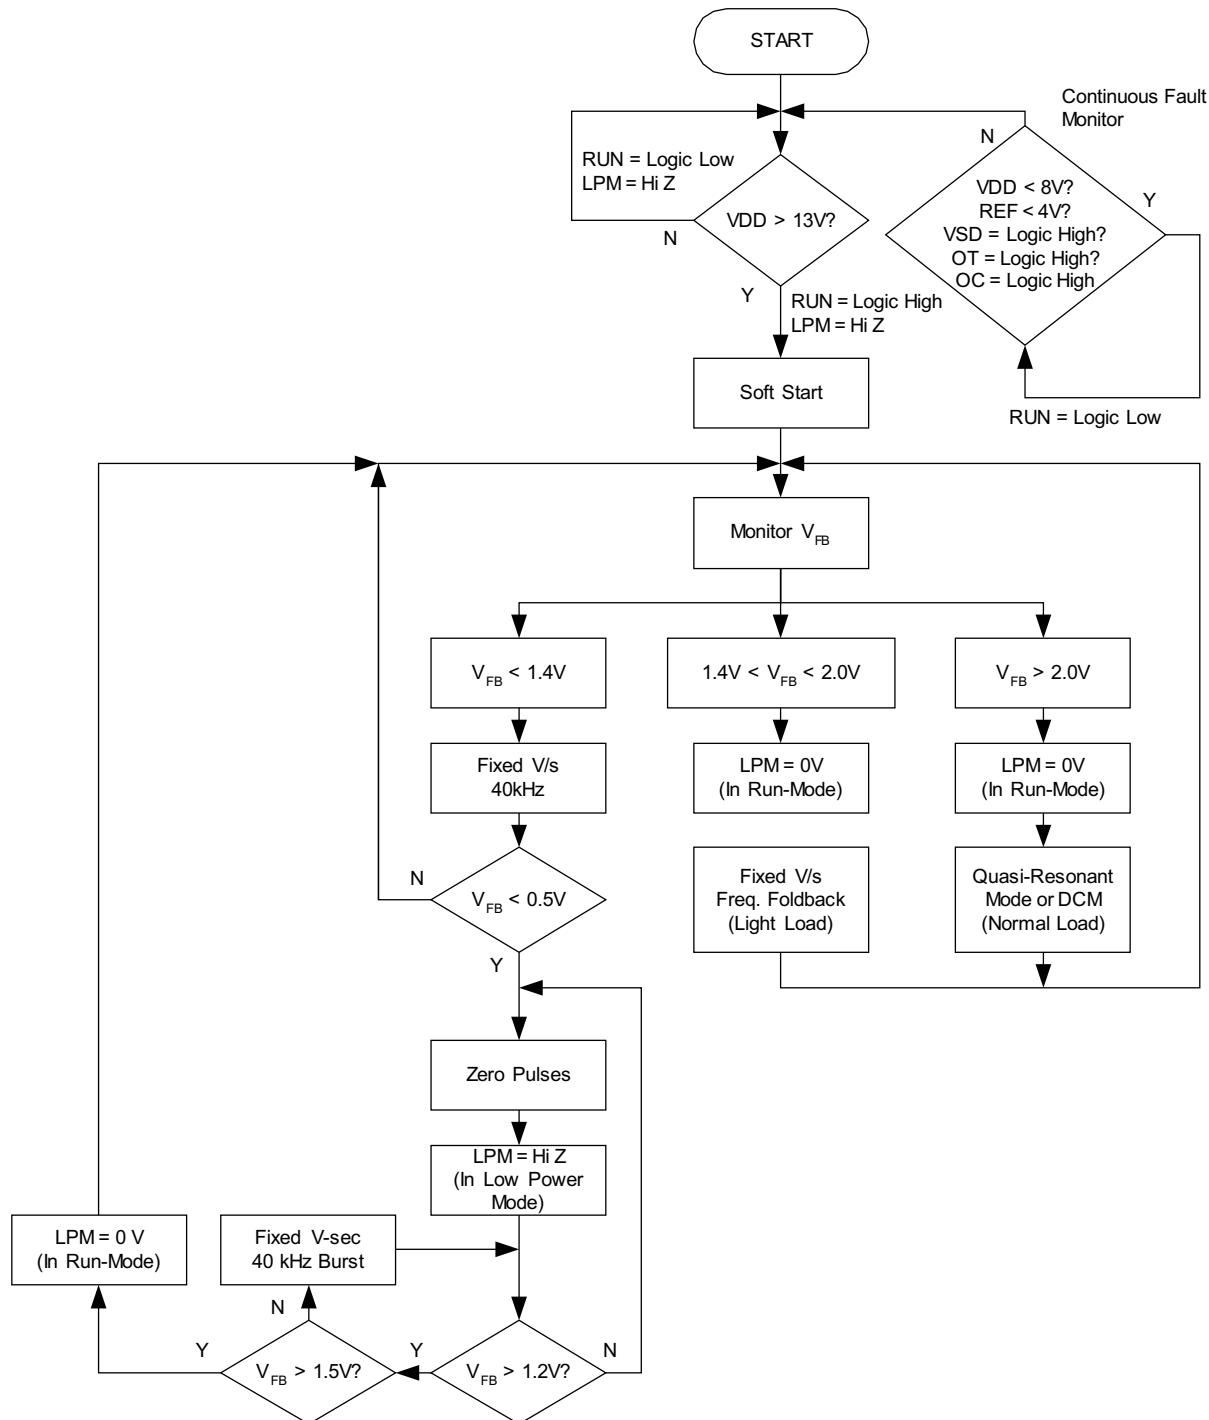 START
Continuous Fault
Monitor
N
RUN = Logic Low
LPM = Hi Z
VDD > 13V?
N
VDD < 8V?
REF < 4V?
VSD = Logic High?
OT = Logic High?
OC = Logic High
Y
Y
RUN = Logic High
LPM = Hi Z
Soft Start
RUN = Logic Low
Monitor VFB
VFB < 1.4V
1.4V < VFB < 2.0V
VFB > 2.0V
Fixed V/s
40kHz
LPM = 0V
(In Run-Mode)
LPM = 0V
(In Run-Mode)
N
VFB < 0.5V
Fixed V/s
Freq. Foldback
(Light Load)
Quasi-Resonant
Mode or DCM
(Normal Load)
Y
Zero Pulses
LPM = Hi Z
(In Low Power
Mode)
LPM = 0 V
(In Run-Mode)
Fixed V-sec
40 kHz Burst
N
Y
VFB > 1.5V?
Y
VFB > 1.2V?
N